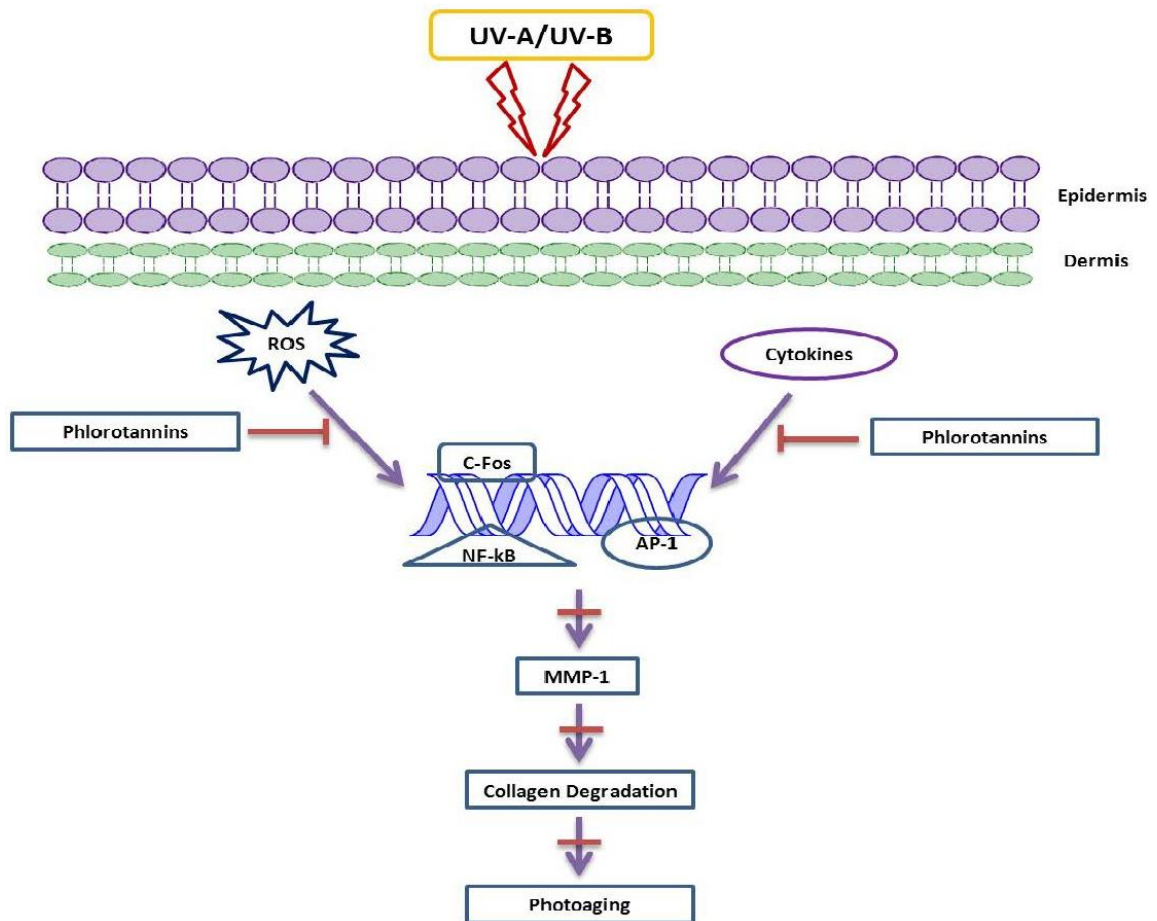 UV-A/UV-B
Epidermis
Dermis
ROS
Cytokines
Phlorotannins
Phlorotannins
C-Fos
NF-kB
AP-1
MMP-1
Collagen Degradation
Photoaging